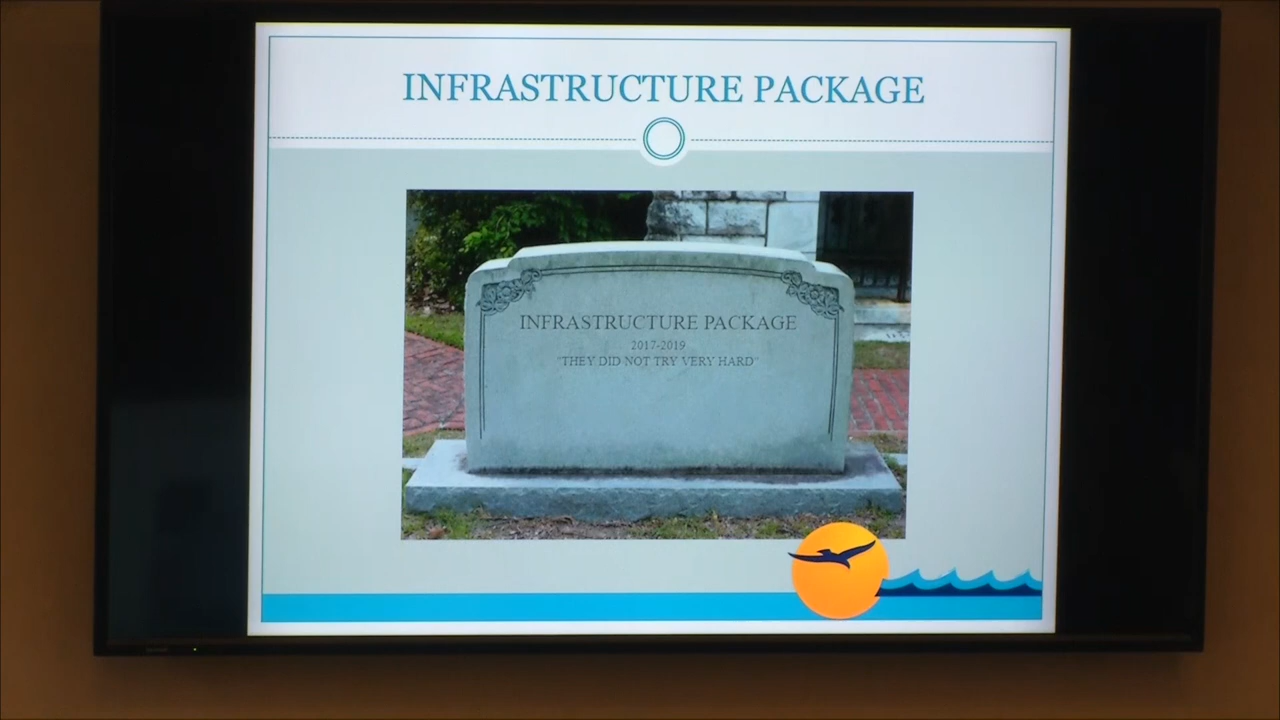 INFRASTRUCTURE PACKAGE
INFRASTRUCTURE PACKAGE
2017-2019
"THEY DID NOT TRY VERY HARD"